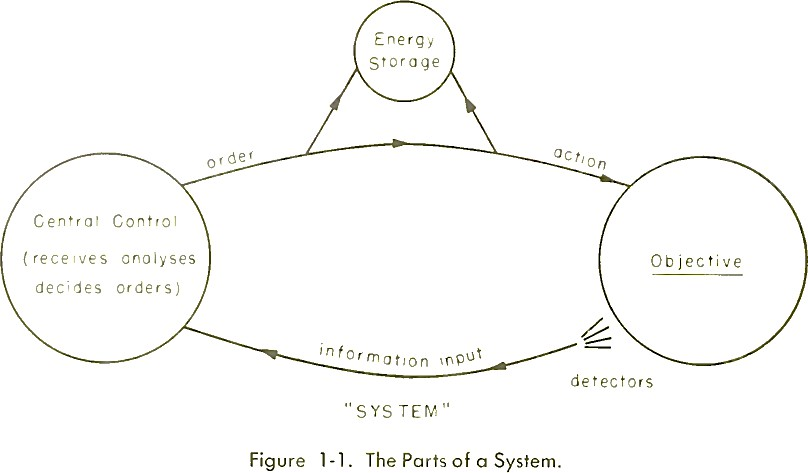 Energy
Storage
order
action
Central Control
(receives analyses
decides orders)
Objective
information input
detectors
"SYSTEM"
Figure 1-1. The Parts of a System.